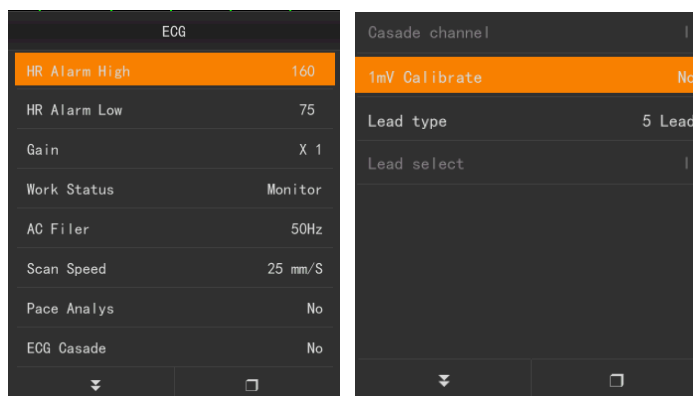 ECG
HR Alarm High 160
HR Alarm Low 75
Gain X 1
Work Status Monitor
AC Filer 50Hz
Scan Speed 25 mm/S
Pace Analys No
ECG Casade No
Casade channel I
1mV Calibrate No
Lead type 5 Lead
Lead select I